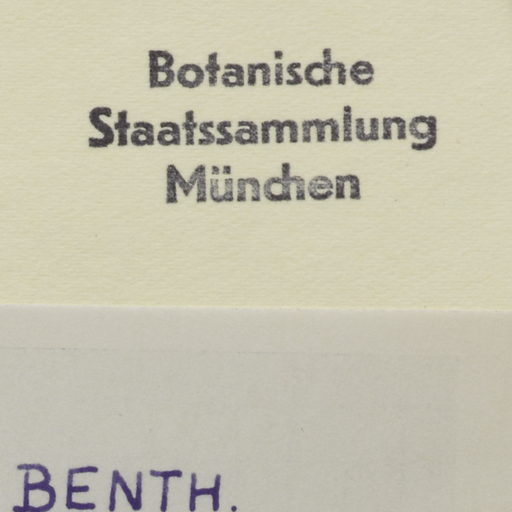 Botanische
Staatssammlung
München
BENTH.